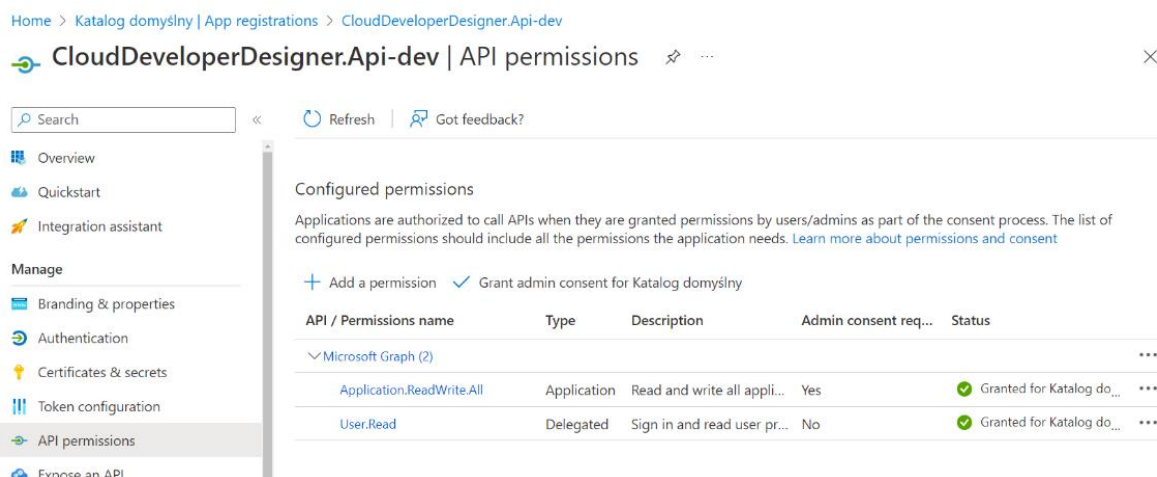 Home > Katalog domyślny | App registrations > CloudDeveloperDesigner.Api-dev
CloudDeveloperDesigner.Api-dev | API permissions
Search
Refresh
Got feedback?
Overview
Quickstart
Integration assistant
Manage
Branding & properties
Authentication
Certificates & secrets
Token configuration
API permissions
Expose an API
Configured permissions
Applications are authorized to call APIs when they are granted permissions by users/admins as part of the consent process. The list of
configured permissions should include all the permissions the application needs. Learn more about permissions and consent
Add a permission Grant admin consent for Katalog domyślny
API / Permissions name Type Description Admin consent req... Status
Microsoft Graph (2)
Application.ReadWrite.All Application Read and write all appli... Yes Granted for Katalog do...
User.Read Delegated Sign in and read user pr... No Granted for Katalog do...